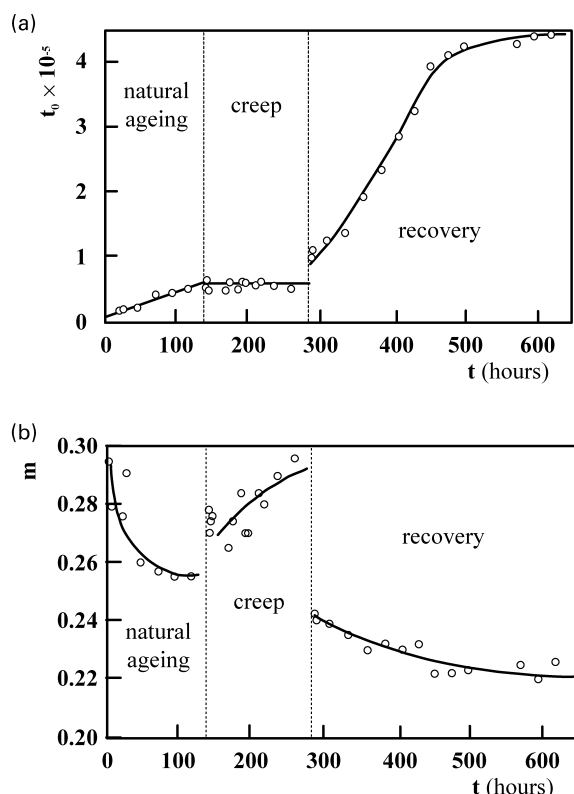 (a)
t₀ × 10⁻⁵
4
3
2
1
0
natural
ageing
creep
recovery
0 100 200 300 400 500 600
t (hours)
(b)
m
0.30
0.28
0.26
0.24
0.22
0.20
natural
ageing
creep
recovery
0 100 200 300 400 500 600
t (hours)